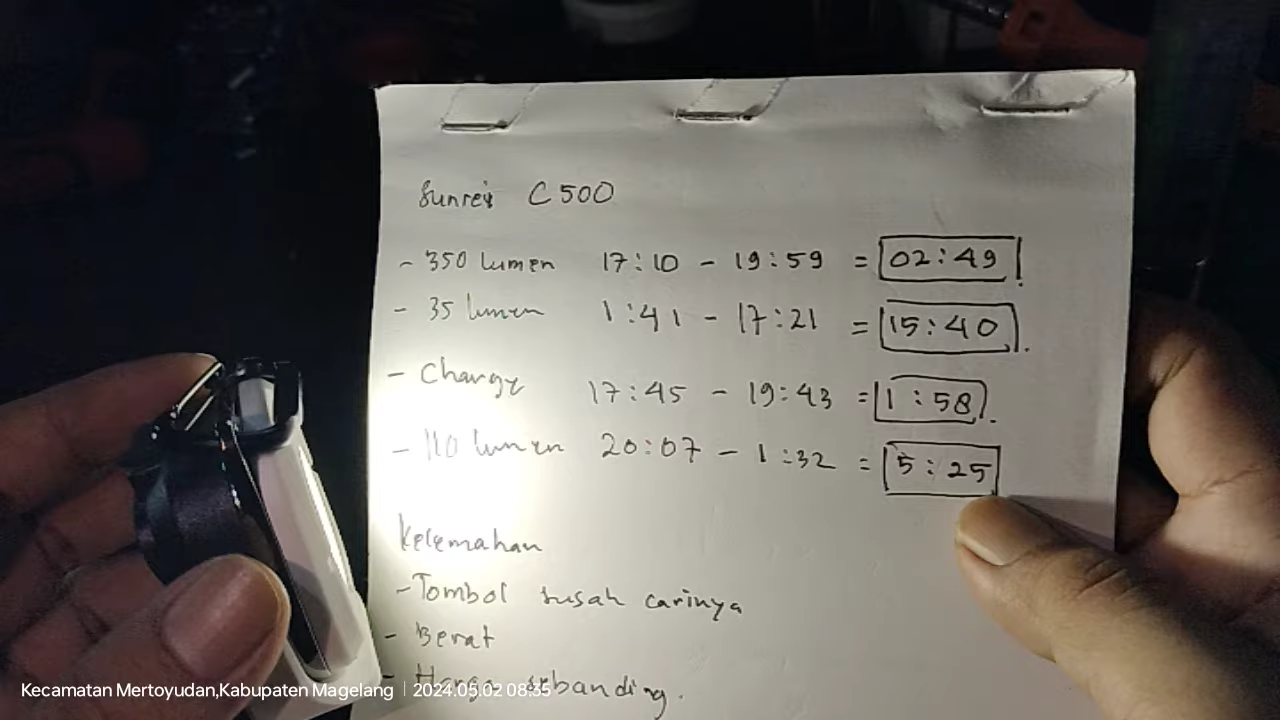 Sunrei C500
- 350 lumen 17:10 - 19:59 = 02:49
- 35 lumen 1:41 - 17:21 = 15:40
- Charge 17:45 - 19:43 = 1:58
- 110 lumen 20:07 - 1:32 = 5:25
Kelemahan
- Tombol susah carinya
- Berat
- Harga sebanding.
Kecamatan Mertoyudan,Kabupaten Magelang | 2024.05.02 08:35